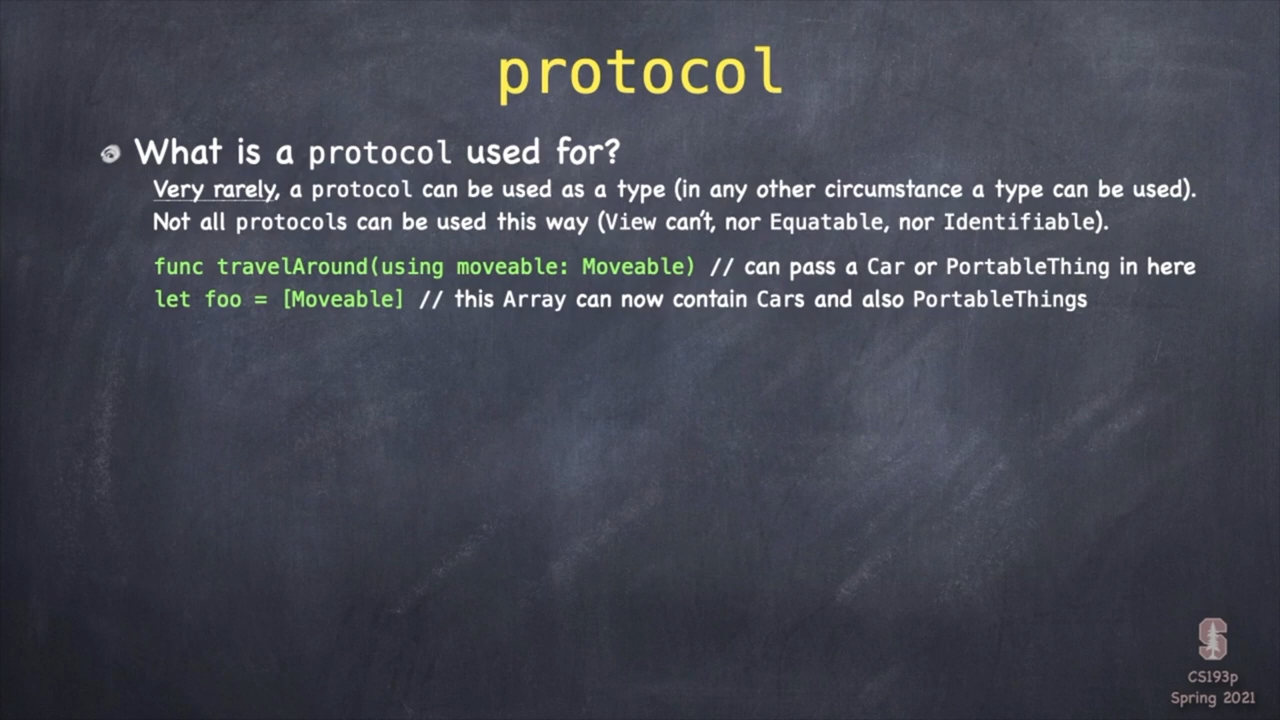 protocol
What is a protocol used for?
Very rarely, a protocol can be used as a type (in any other circumstance a type can be used).
Not all protocols can be used this way (View can't, nor Equatable, nor Identifiable).
func travelAround(using moveable: Moveable) // can pass a Car or PortableThing in here
let foo = [Moveable] // this Array can now contain Cars and also PortableThings
S
CS193p
Spring 2021